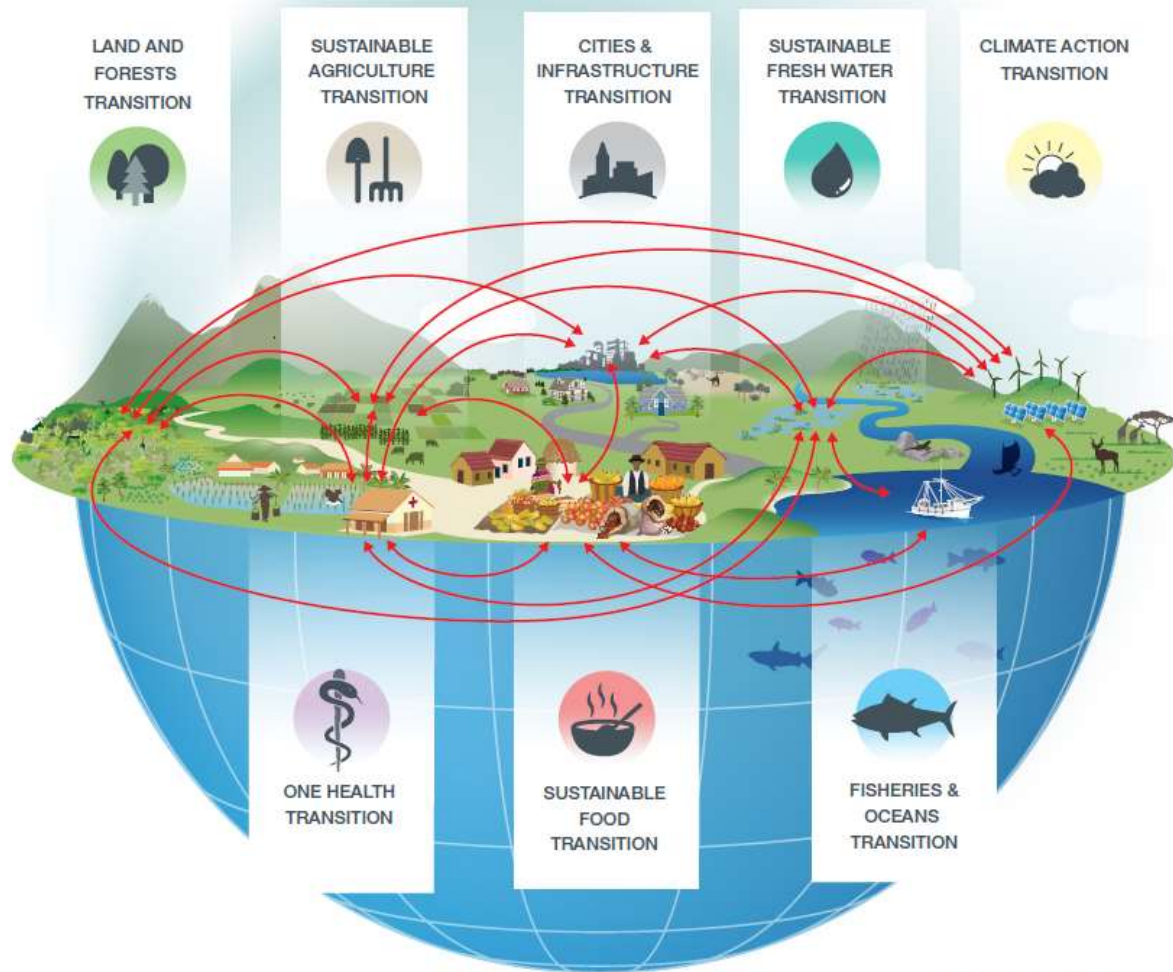 LAND AND
FORESTS
TRANSITION
SUSTAINABLE
AGRICULTURE
TRANSITION
CITIES &
INFRASTRUCTURE
TRANSITION
SUSTAINABLE
FRESH WATER
TRANSITION
CLIMATE ACTION
TRANSITION
ONE HEALTH
TRANSITION
SUSTAINABLE
FOOD
TRANSITION
FISHERIES &
OCEANS
TRANSITION